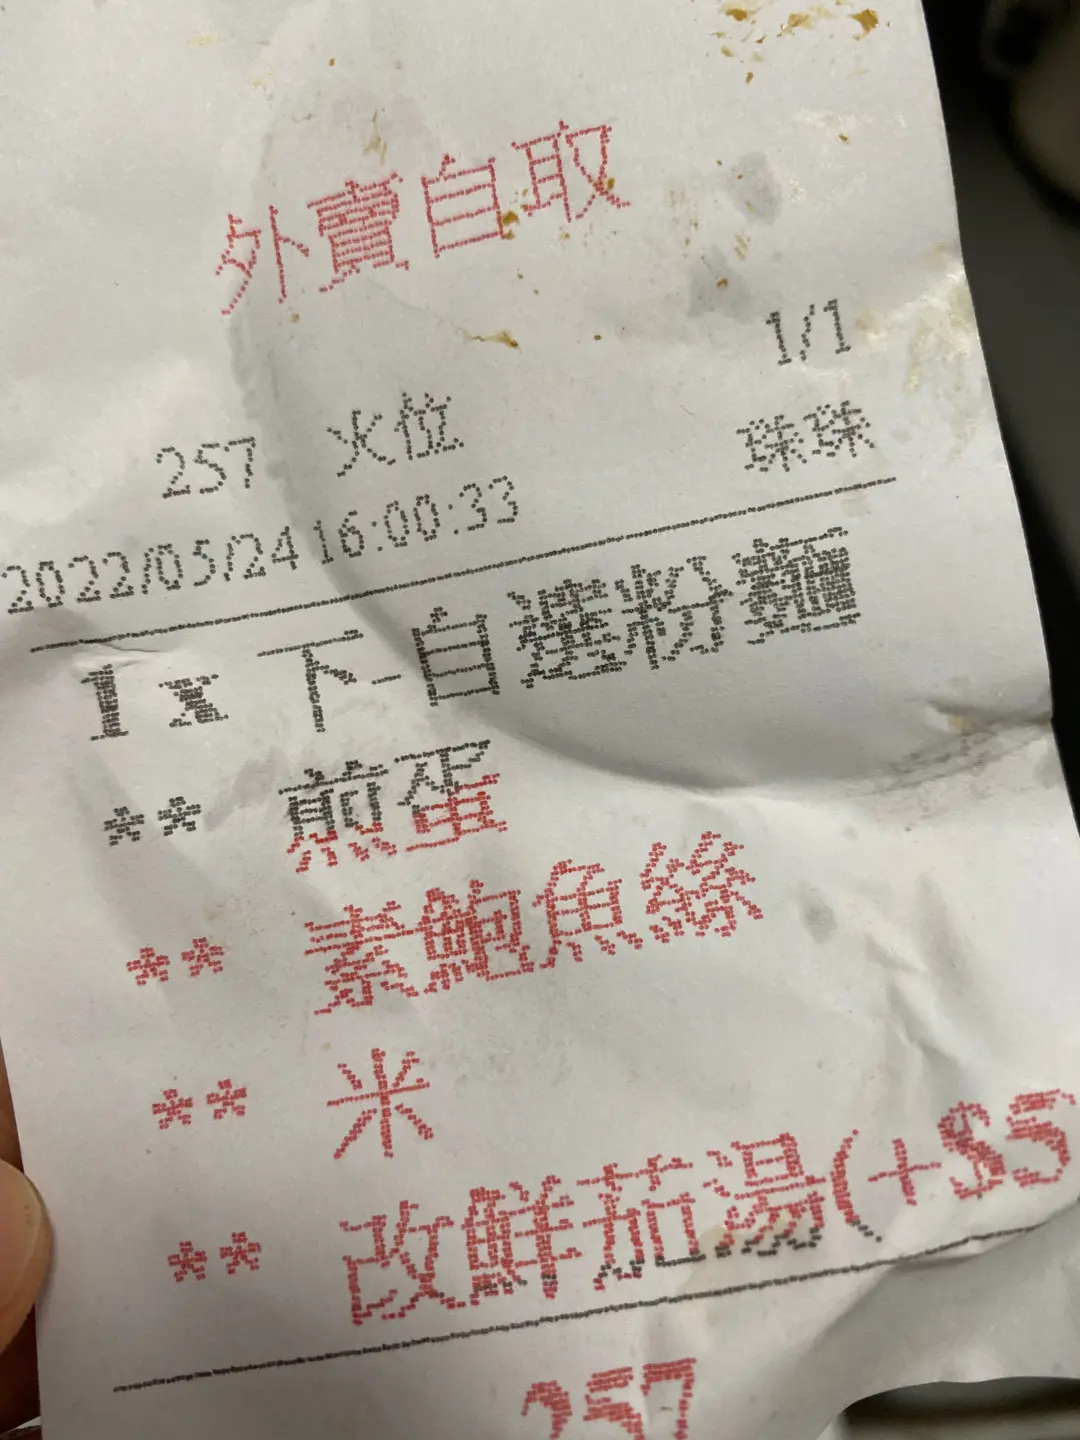 外賣自取
1/1
257 火位 珠珠
2022/05/24 16:00:33
1 x 下-自選粉麵
** 煎蛋
** 素鮑魚絲
** 米
** 改鮮茄湯(+$5
257